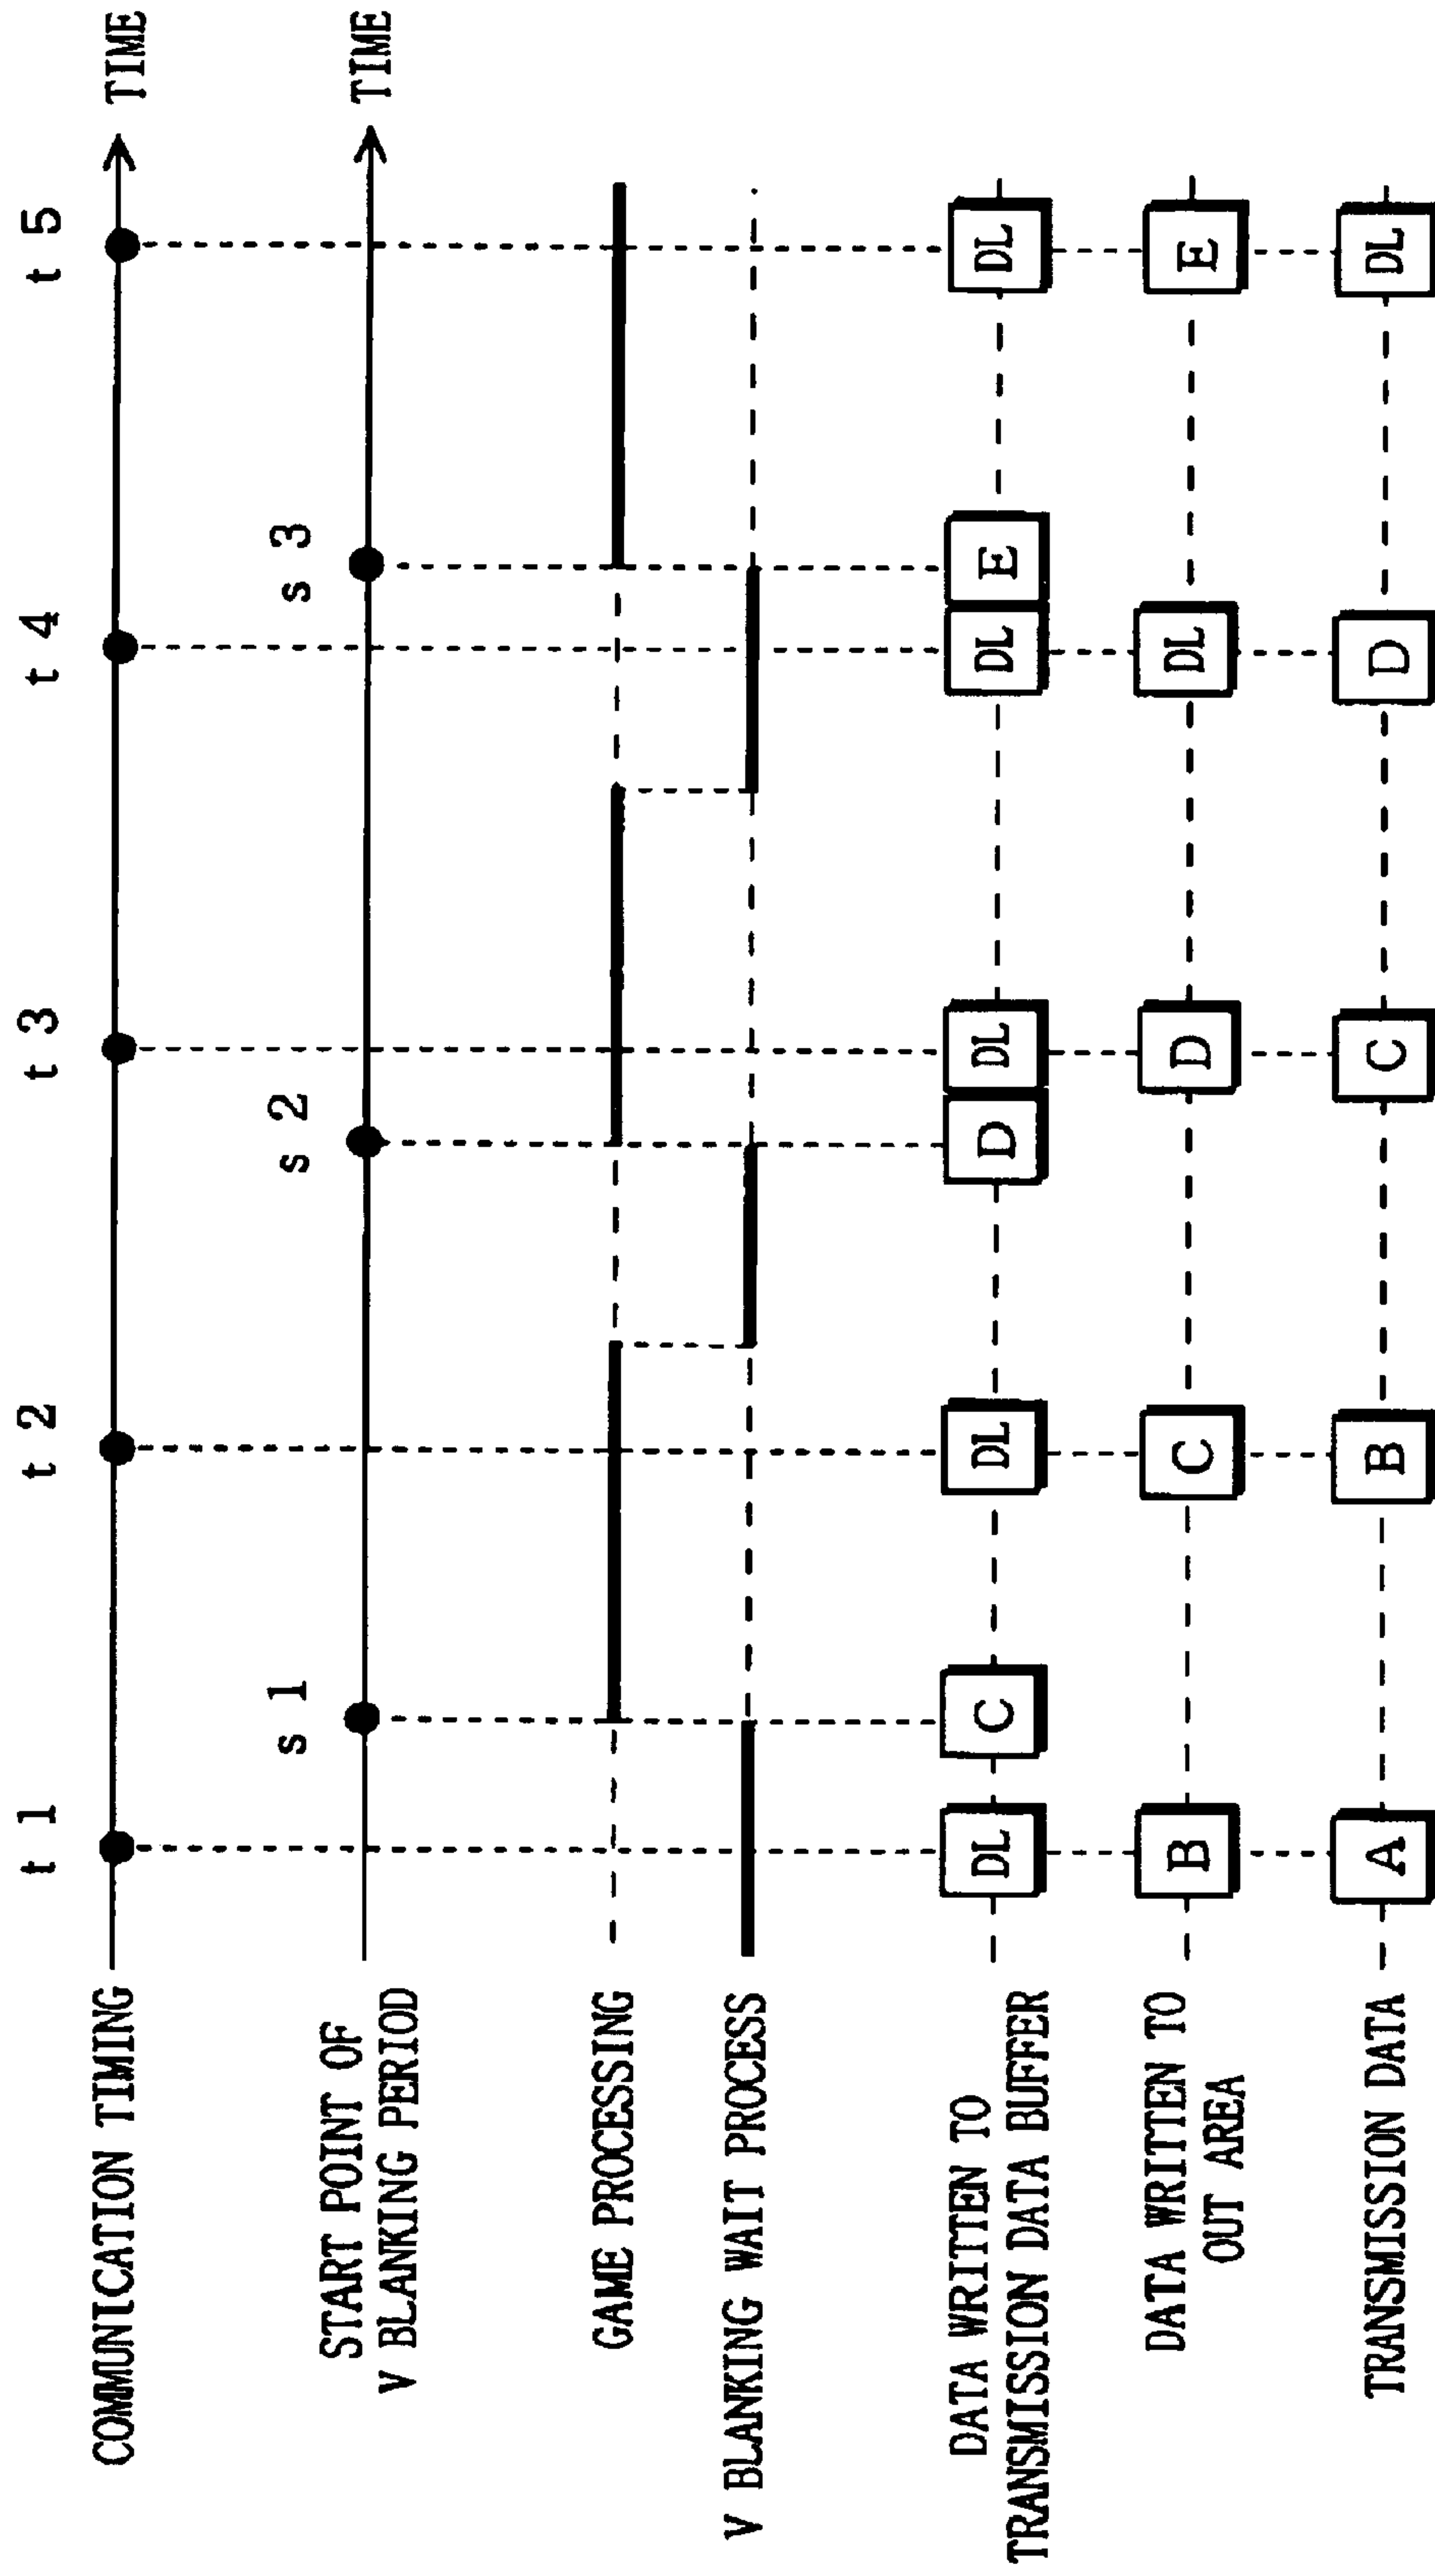 t 1 t 2 t 3 t 4 t 5
COMMUNICATION TIMING TIME
s 1 s 2 s 3
START POINT OF
V BLANKING PERIOD TIME
GAME PROCESSING
V BLANKING WAIT PROCESS
DATA WRITTEN TO
TRANSMISSION DATA BUFFER
DL C DL D DL DL E DL
DATA WRITTEN TO
OUT AREA
B C D DL E
TRANSMISSION DATA
A B C D DL